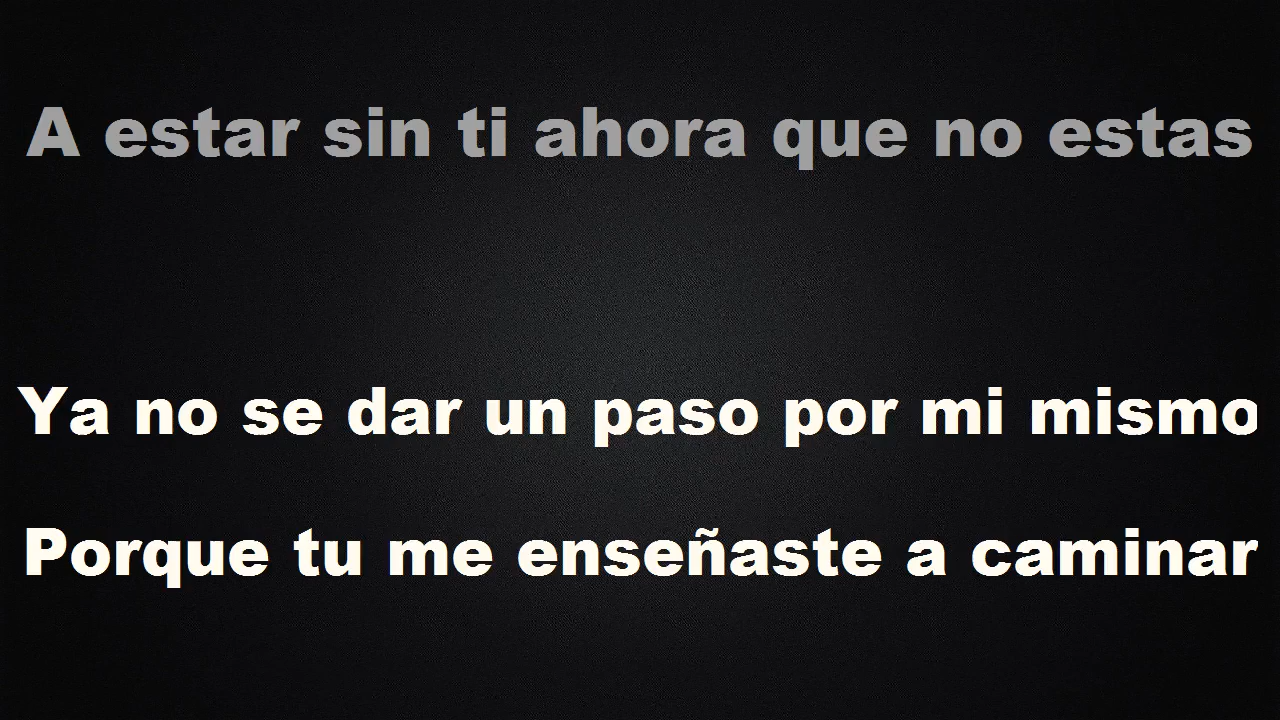 A estar sin ti ahora que no estas
Ya no se dar un paso por mi mismo
Porque tu me enseñaste a caminar